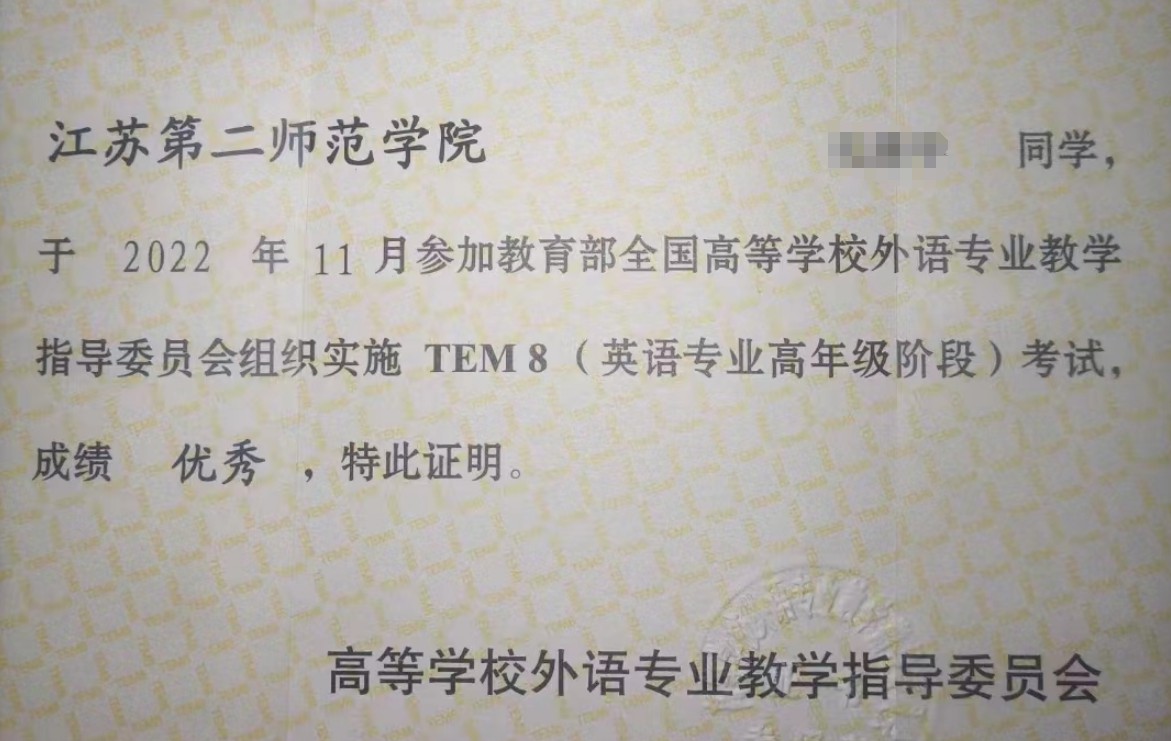 江苏第二师范学院 同学，
于 2022 年 11 月参加教育部全国高等学校外语专业教学
指导委员会组织实施 TEM 8（英语专业高年级阶段）考试，
成绩 优秀 ，特此证明。
高等学校外语专业教学指导委员会